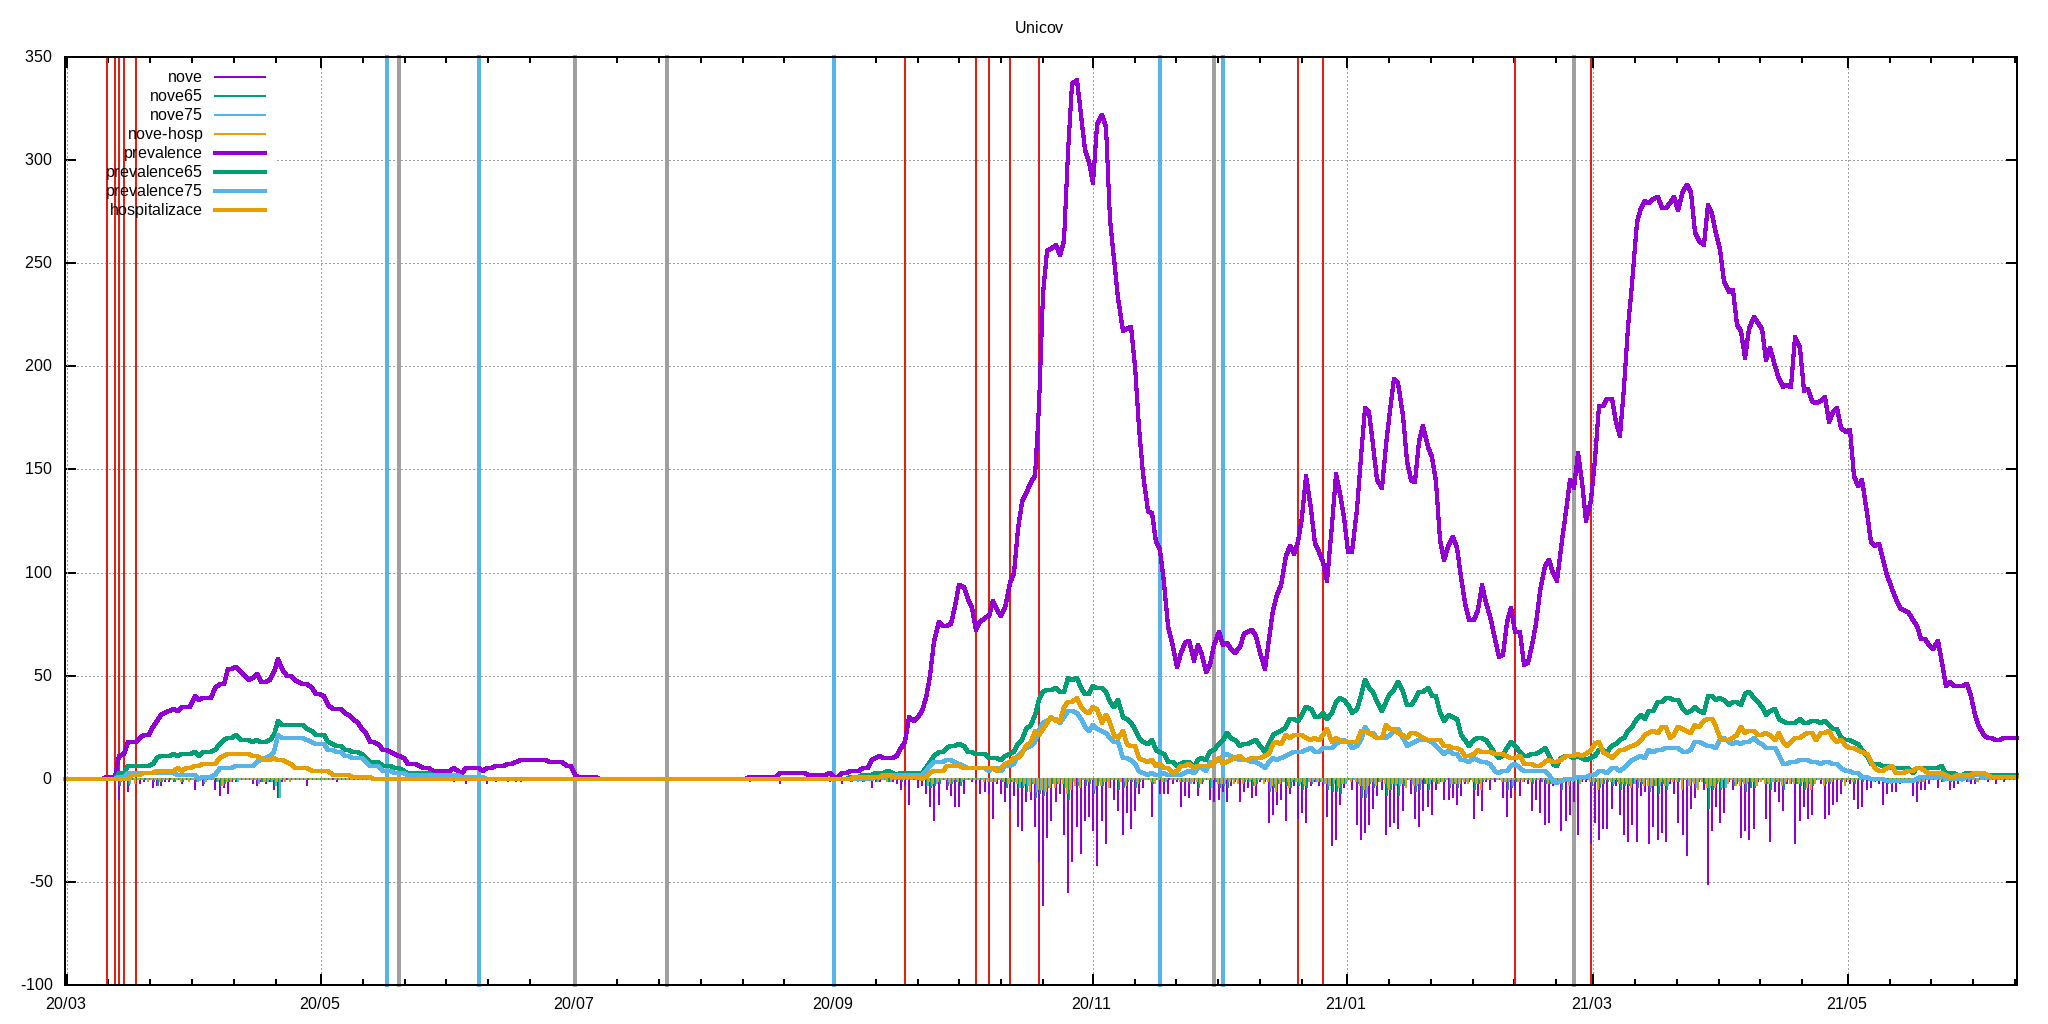 Unicov
350
300
250
200
150
100
50
0
-50
-100
nove
nove65
nove75
nove-hosp
prevalence
prevalence65
prevalence75
hospitalizace
20/03 20/05 20/07 20/09 20/11 21/01 21/03 21/05